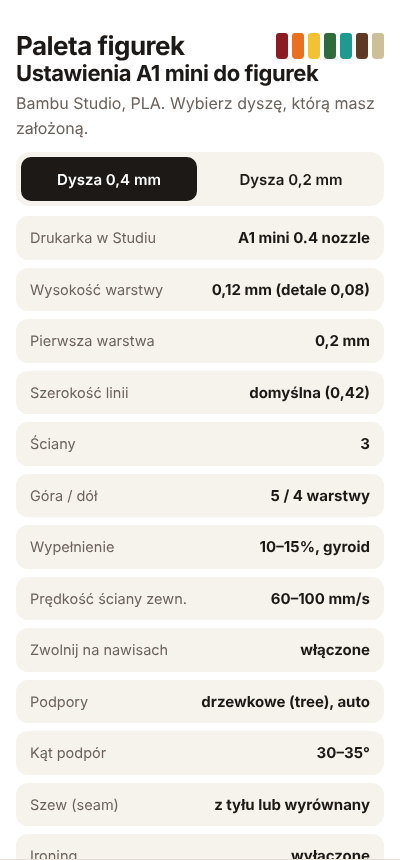 Paleta figurek
Ustawienia A1 mini do figurek
Bambu Studio, PLA. Wybierz dyszę, którą masz
założoną.
Dysza 0,4 mm
Dysza 0,2 mm
Drukarka w Studiu A1 mini 0.4 nozzle
Wysokość warstwy 0,12 mm (detale 0,08)
Pierwsza warstwa 0,2 mm
Szerokość linii domyślna (0,42)
Ściany 3
Góra / dół 5 / 4 warstwy
Wypełnienie 10–15%, gyroid
Prędkość ściany zewn. 60–100 mm/s
Zwolnij na nawisach włączone
Podpory drzewkowe (tree), auto
Kąt podpór 30–35°
Szew (seam) z tyłu lub wyrównany
Ironing wyłączone